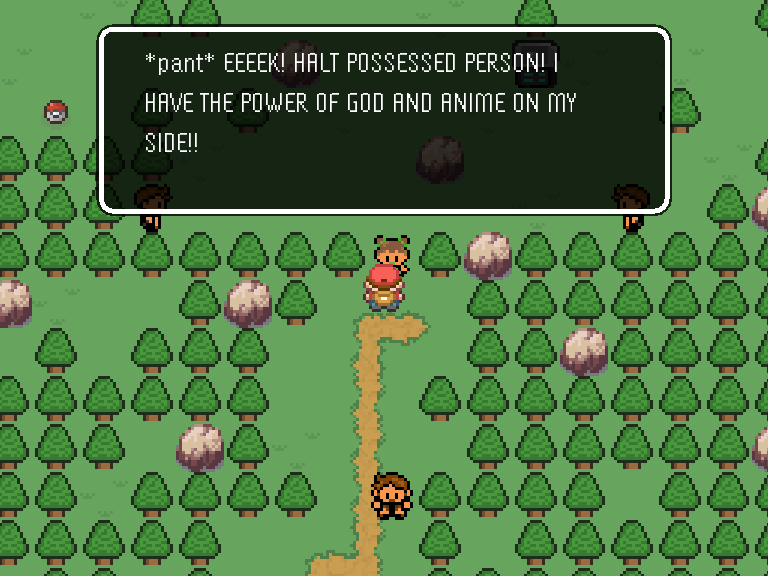 *pant* EEEEK! HALT POSSESSED PERSON! I
HAVE THE POWER OF GOD AND ANIME ON MY
SIDE!!